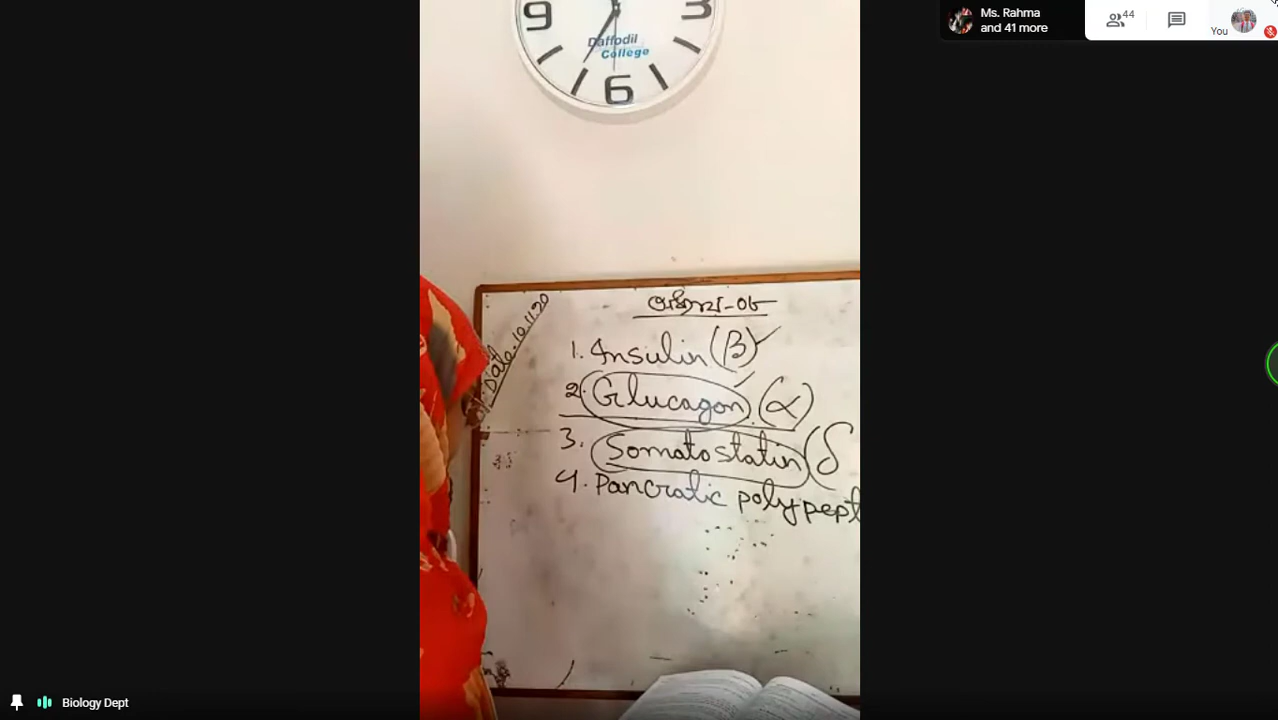 Ms. Rahma
and 41 more
44
You
9
3
Daffodil
College
6
Date-10.11.20
অধ্যায়-০৮
1. Insulin (β)
2. Glucagon (α)
3. Somatostatin (δ
4. Pancratic polypept
Biology Dept